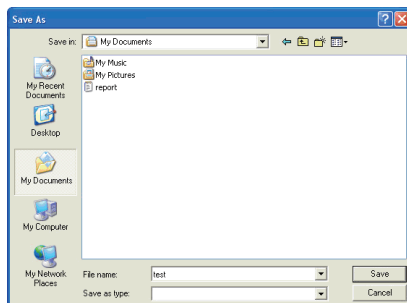 Save As
Save in:
My Documents
My Recent
Documents
Desktop
My Documents
My Computer
My Network
Places
My Music
My Pictures
report
File name:
test
Save
Save as type:
Cancel